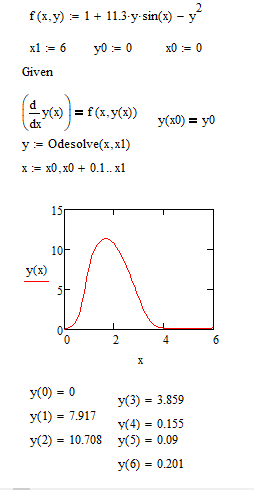 f(x,y) := 1 + 11.3·y·sin(x) − y²
x1 := 6 y0 := 0 x0 := 0
Given
(d/dx y(x)) = f(x,y(x)) y(x0) = y0
y := Odesolve(x,x1)
x := x0,x0 + 0.1..x1
15
10
y(x)
5
0
0 2 4 6
x
y(0) = 0
y(1) = 7.917
y(2) = 10.708
y(3) = 3.859
y(4) = 0.155
y(5) = 0.09
y(6) = 0.201